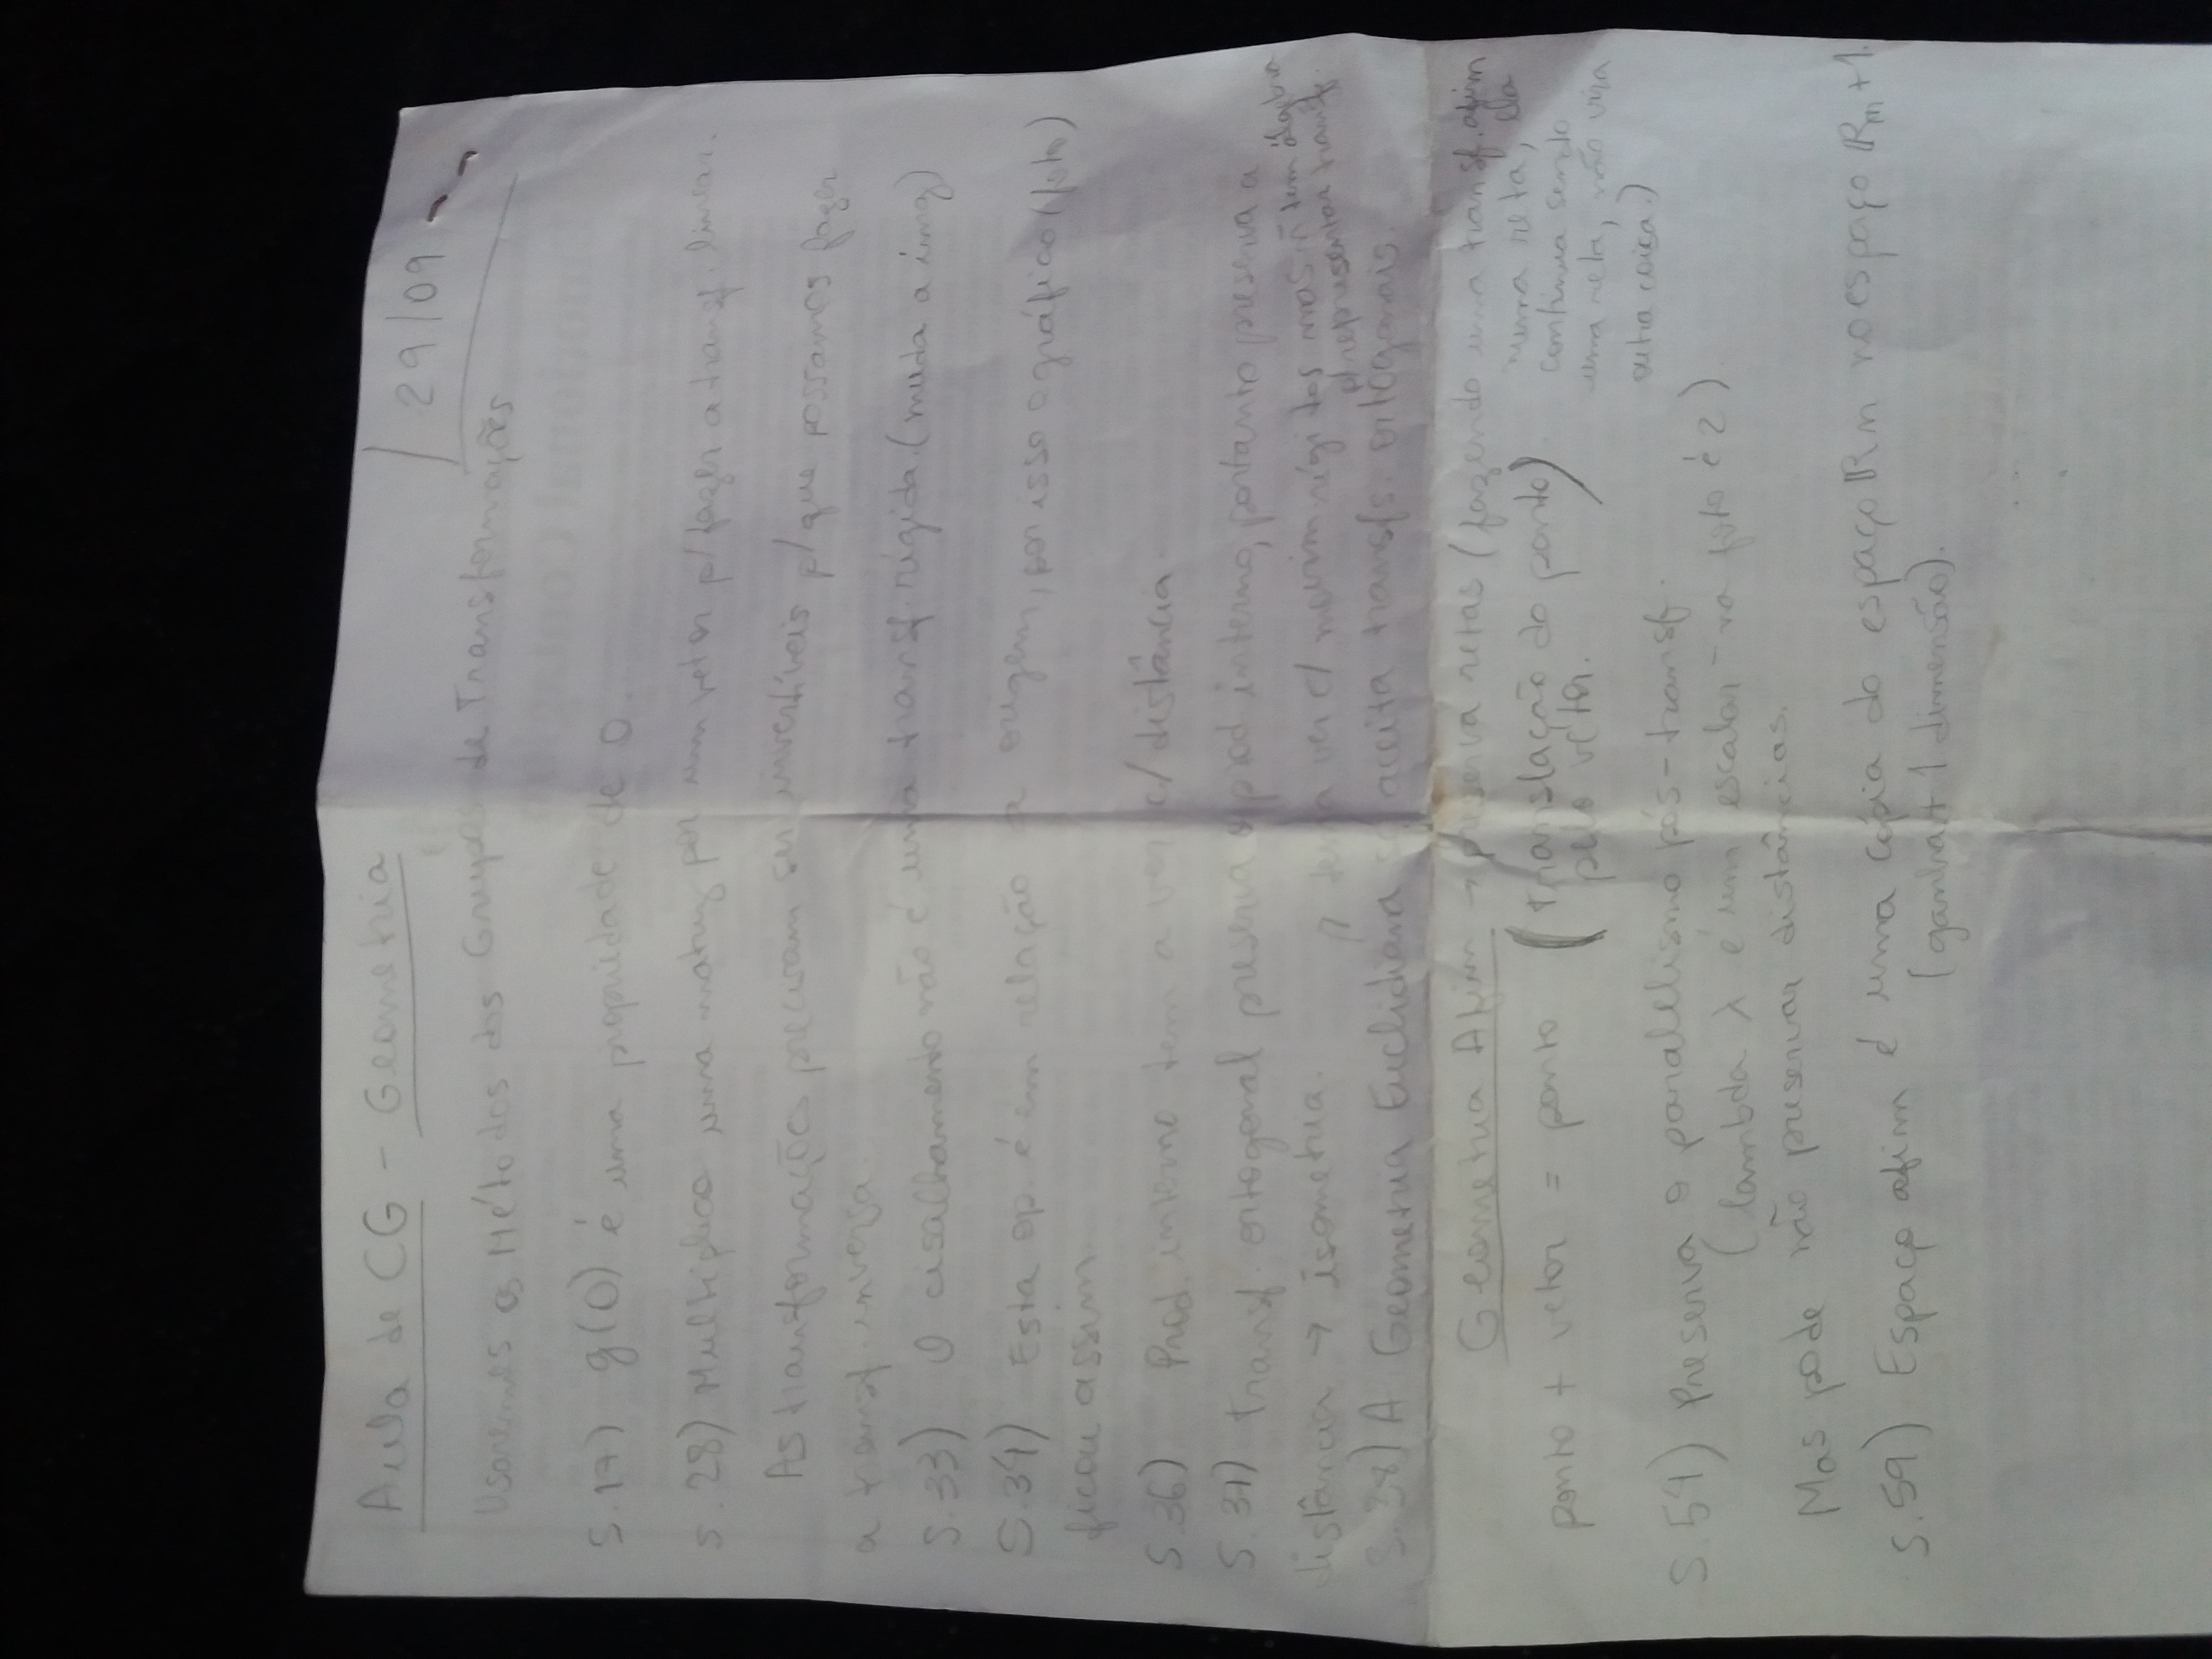 Aula de CG - Geometria
29/09
Usaremos os Métodos dos Grupos de Transformações
S.17) g(O) é uma propriedade de O.
S.28) Multiplico uma matriz por um vetor p/ fazer a transf. linear.
As transformações precisam ser invertíveis p/ que possamos fazer
a transf. inversa.
S.33) O cisalhamento não é uma transf. rígida. (muda a img)
S.34) Esta op. é em relação a origem, por isso o gráfico (foto)
ficou assim.
S.36) Prod. interno tem a ver c/ distância
S.37) Transf. ortogonal preserva o prod interno, portanto preserva a
distância → isometria.
tem a ver c/ movim rígidos mas ñ tem álgebra
p/ representar transf.
S.38) A Geometria Euclidiana só aceita transfs. ortogonais.
Geometria Afim → preserva retas (fazendo uma transf. afim
numa reta, ela
continua sendo
uma reta, não vira
outra coisa.)
ponto + vetor = ponto (translação do ponto)
pelo vetor.
S.54) Preserva o paralelismo pós-transf.
(lambda λ é um escalar - na foto é 2)
Mas pode não preservar distâncias.
S.59) Espaço afim é uma cópia do espaço ℝn no espaço ℝn+1.
(ganha + 1 dimensão).